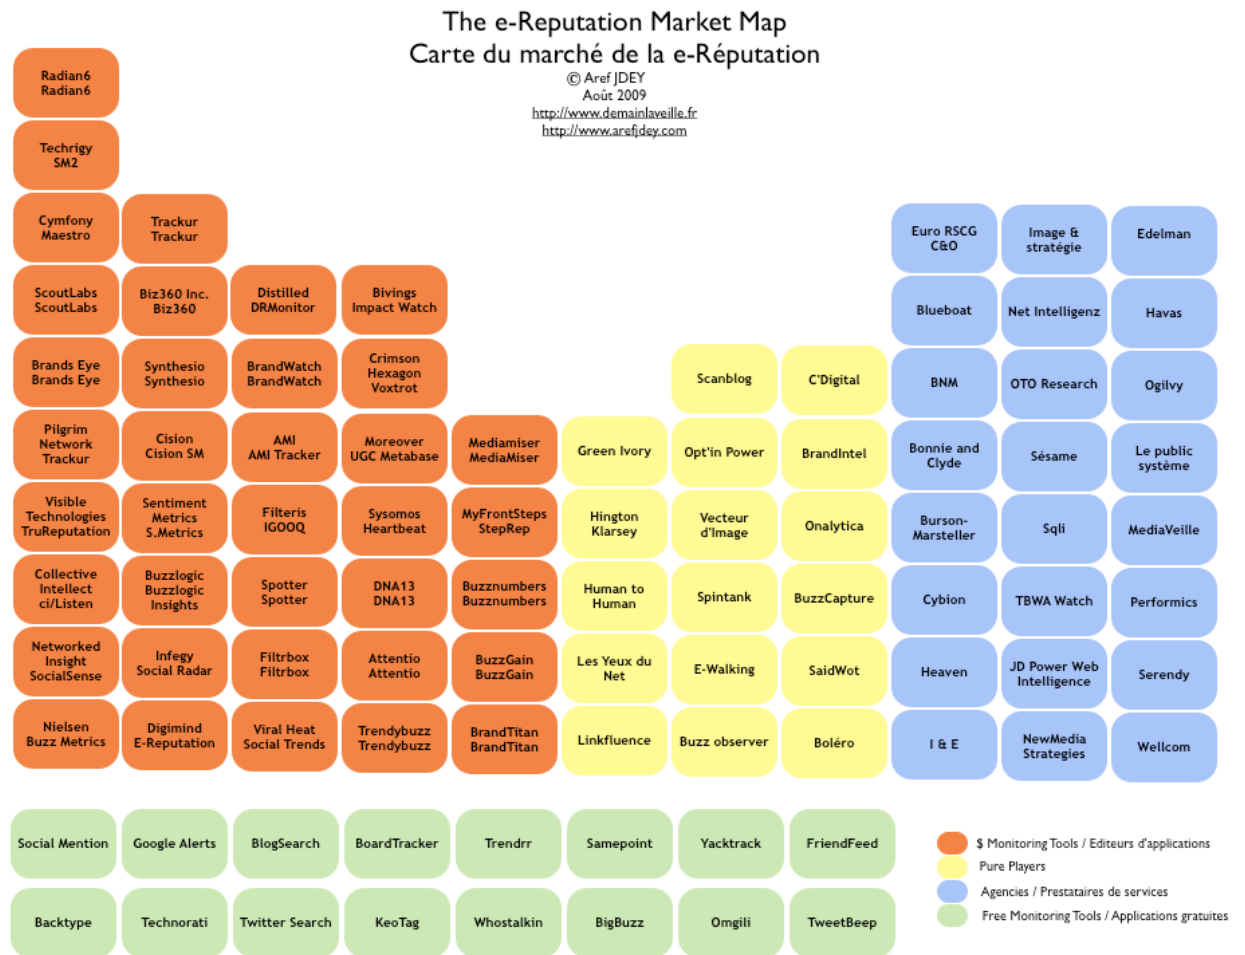 The e-Reputation Market Map
Carte du marché de la e-Réputation
© Aref JDEY
Août 2009
http://www.demainlaveille.fr
http://www.arefjdey.com
Radian6
Radian6
Techrigy
SM2
Cymfony
Maestro
Trackur
Trackur
Euro RSCG
C&O
Image &
stratégie
Edelman
ScoutLabs
ScoutLabs
Biz360 Inc.
Biz360
Distilled
DRMonitor
Bivings
Impact Watch
Blueboat
Net Intelligenz
Havas
Brands Eye
Brands Eye
Synthesio
Synthesio
BrandWatch
BrandWatch
Crimson
Hexagon
Voxtrot
Scanblog
C'Digital
BNM
OTO Research
Ogilvy
Pilgrim
Network
Trackur
Cision
Cision SM
AMI
AMI Tracker
Moreover
UGC Metabase
Mediamiser
MediaMiser
Green Ivory
Opt'in Power
BrandIntel
Bonnie and
Clyde
Sésame
Le public
système
Visible
Technologies
TruReputation
Sentiment
Metrics
S.Metrics
Filteris
IGOOQ
Sysomos
Heartbeat
MyFrontSteps
StepRep
Hington
Klarsey
Vecteur
d'Image
Onalytica
Burson-
Marsteller
Sqli
MediaVeille
Collective
Intellect
ci/Listen
Buzzlogic
Buzzlogic
Insights
Spotter
Spotter
DNA13
DNA13
Buzznumbers
Buzznumbers
Human to
Human
Spintank
BuzzCapture
Cybion
TBWA Watch
Performics
Networked
Insight
SocialSense
Infegy
Social Radar
Filtrbox
Filtrbox
Attentio
Attentio
BuzzGain
BuzzGain
Les Yeux du
Net
E-Walking
SaidWot
Heaven
JD Power Web
Intelligence
Serendy
Nielsen
Buzz Metrics
Digimind
E-Reputation
Viral Heat
Social Trends
Trendybuzz
Trendybuzz
BrandTitan
BrandTitan
Linkfluence
Buzz observer
Boléro
I & E
NewMedia
Strategies
Wellcom
Social Mention
Google Alerts
BlogSearch
BoardTracker
Trendrr
Samepoint
Yacktrack
FriendFeed
Backtype
Technorati
Twitter Search
KeoTag
Whostalkin
BigBuzz
Omgili
TweetBeep
$ Monitoring Tools / Editeurs d'applications
Pure Players
Agencies / Prestataires de services
Free Monitoring Tools / Applications gratuites